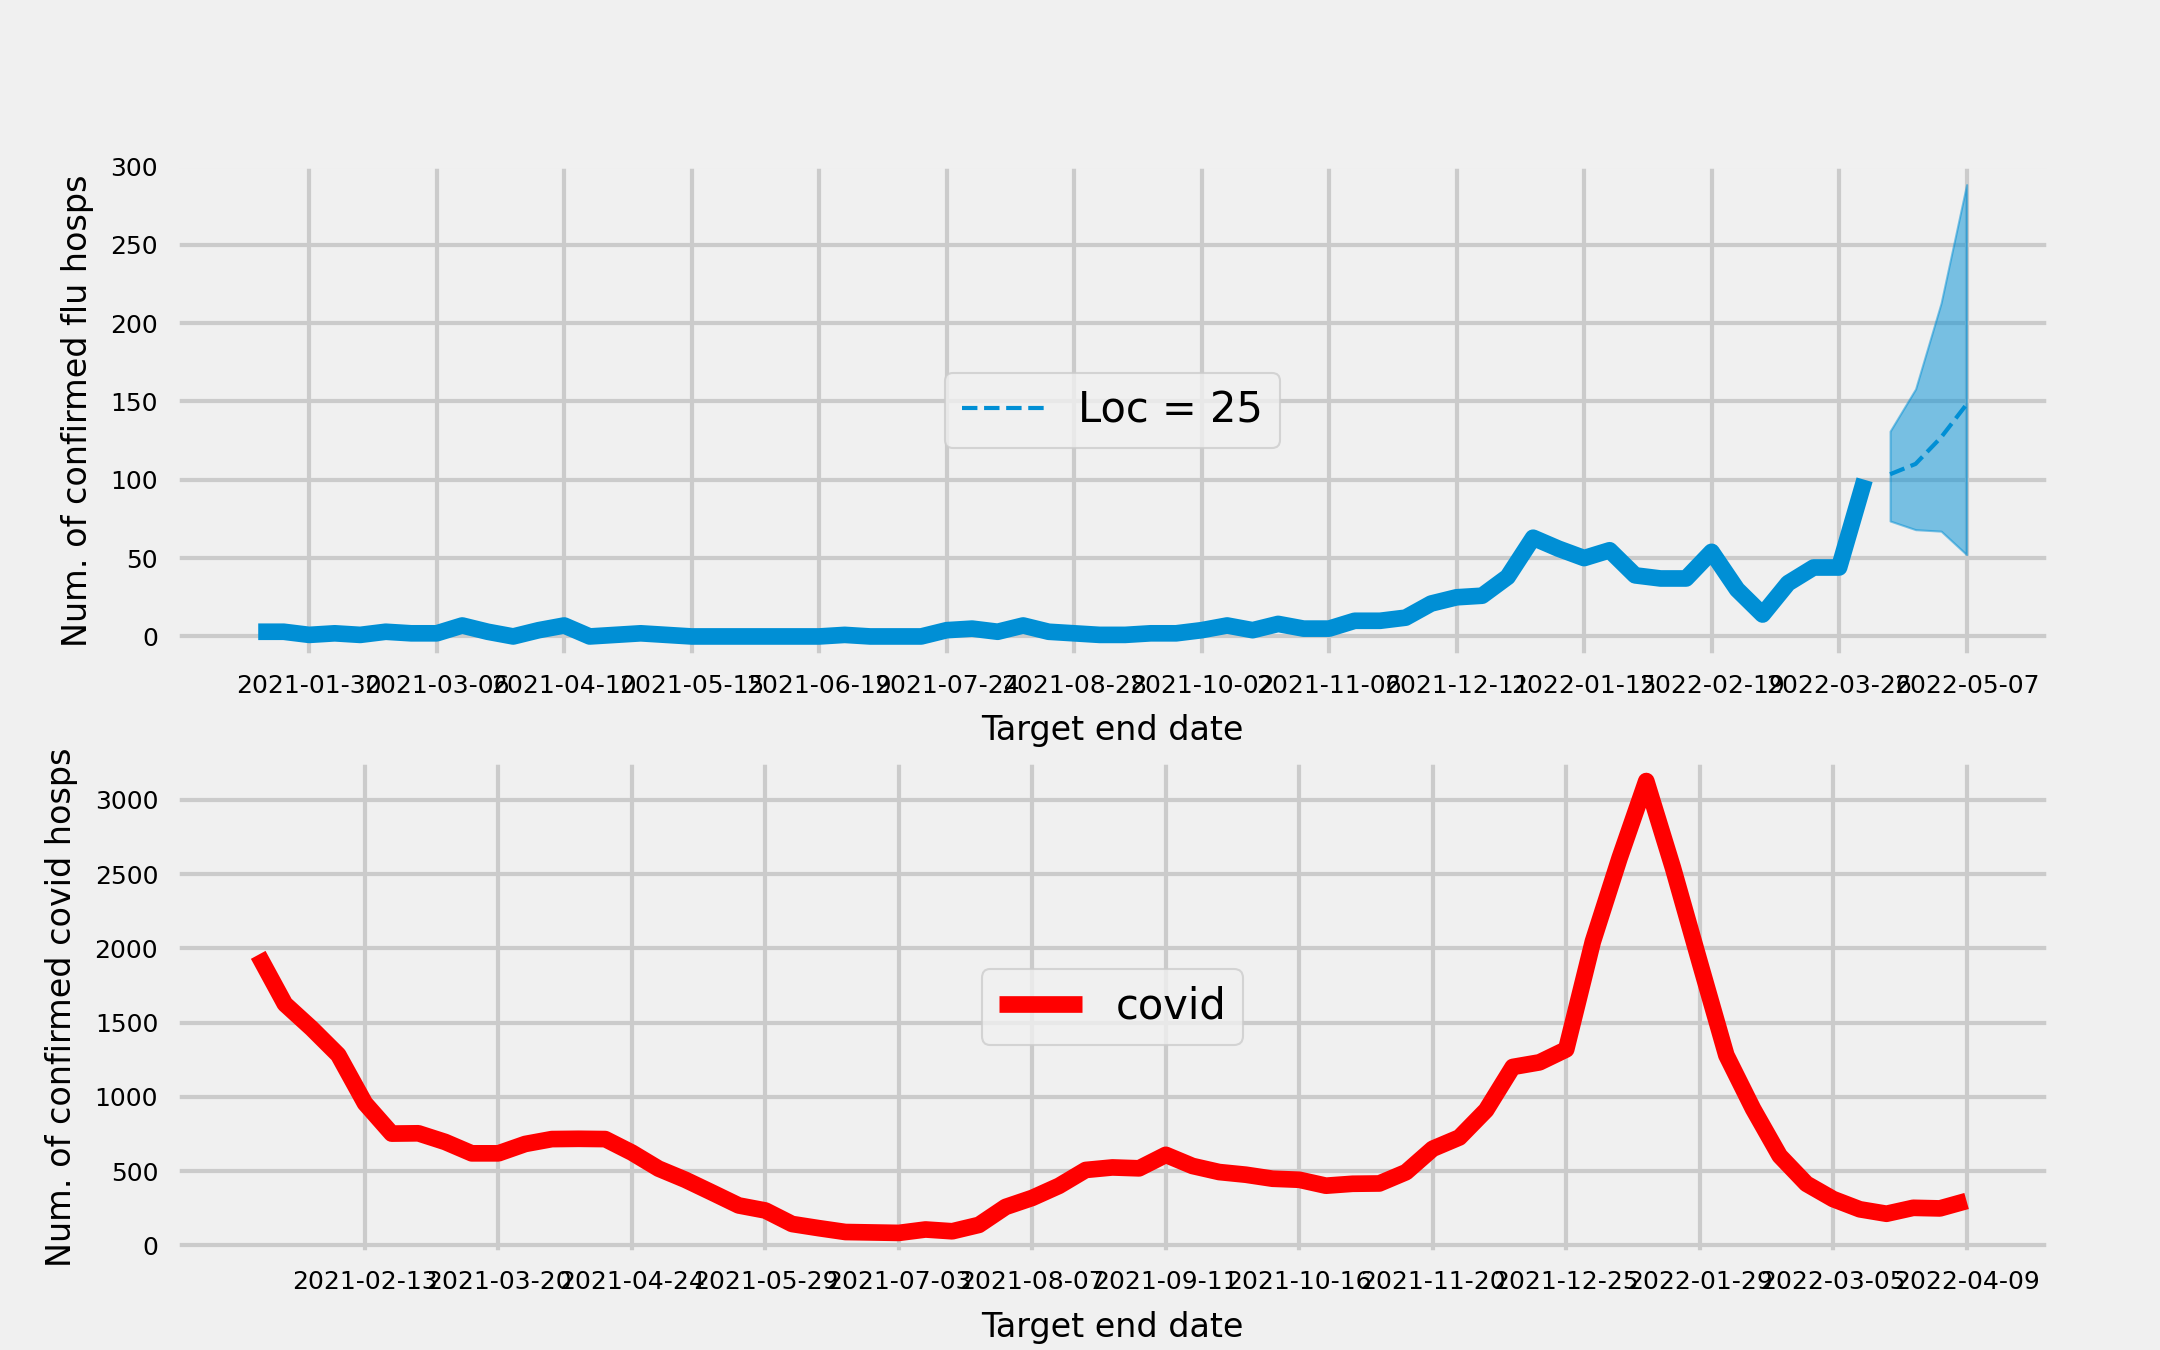 Num. of confirmed flu hosps
300
250
200
150
100
50
0
Loc = 25
2021-01-30 2021-03-06 2021-04-10 2021-05-15 2021-06-19 2021-07-24 2021-08-28 2021-10-02 2021-11-06 2021-12-11 2022-01-15 2022-02-19 2022-03-26 2022-05-07
Target end date
Num. of confirmed covid hosps
3000
2500
2000
1500
1000
500
0
covid
2021-02-13 2021-03-20 2021-04-24 2021-05-29 2021-07-03 2021-08-07 2021-09-11 2021-10-16 2021-11-20 2021-12-25 2022-01-29 2022-03-05 2022-04-09
Target end date